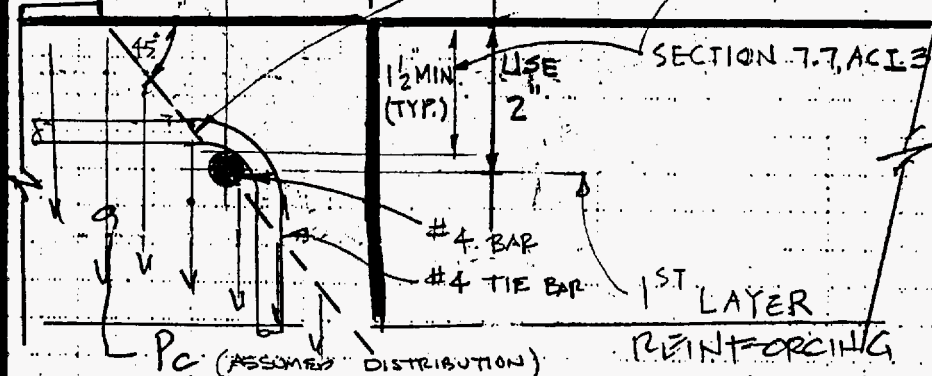 45°
1½" MIN
(TYP.)
USE
2"
SECTION 7.7, ACI 3
#4 BAR
#4 TIE BAR
1ST LAYER
REINFORCING
PC (ASSUMED DISTRIBUTION)